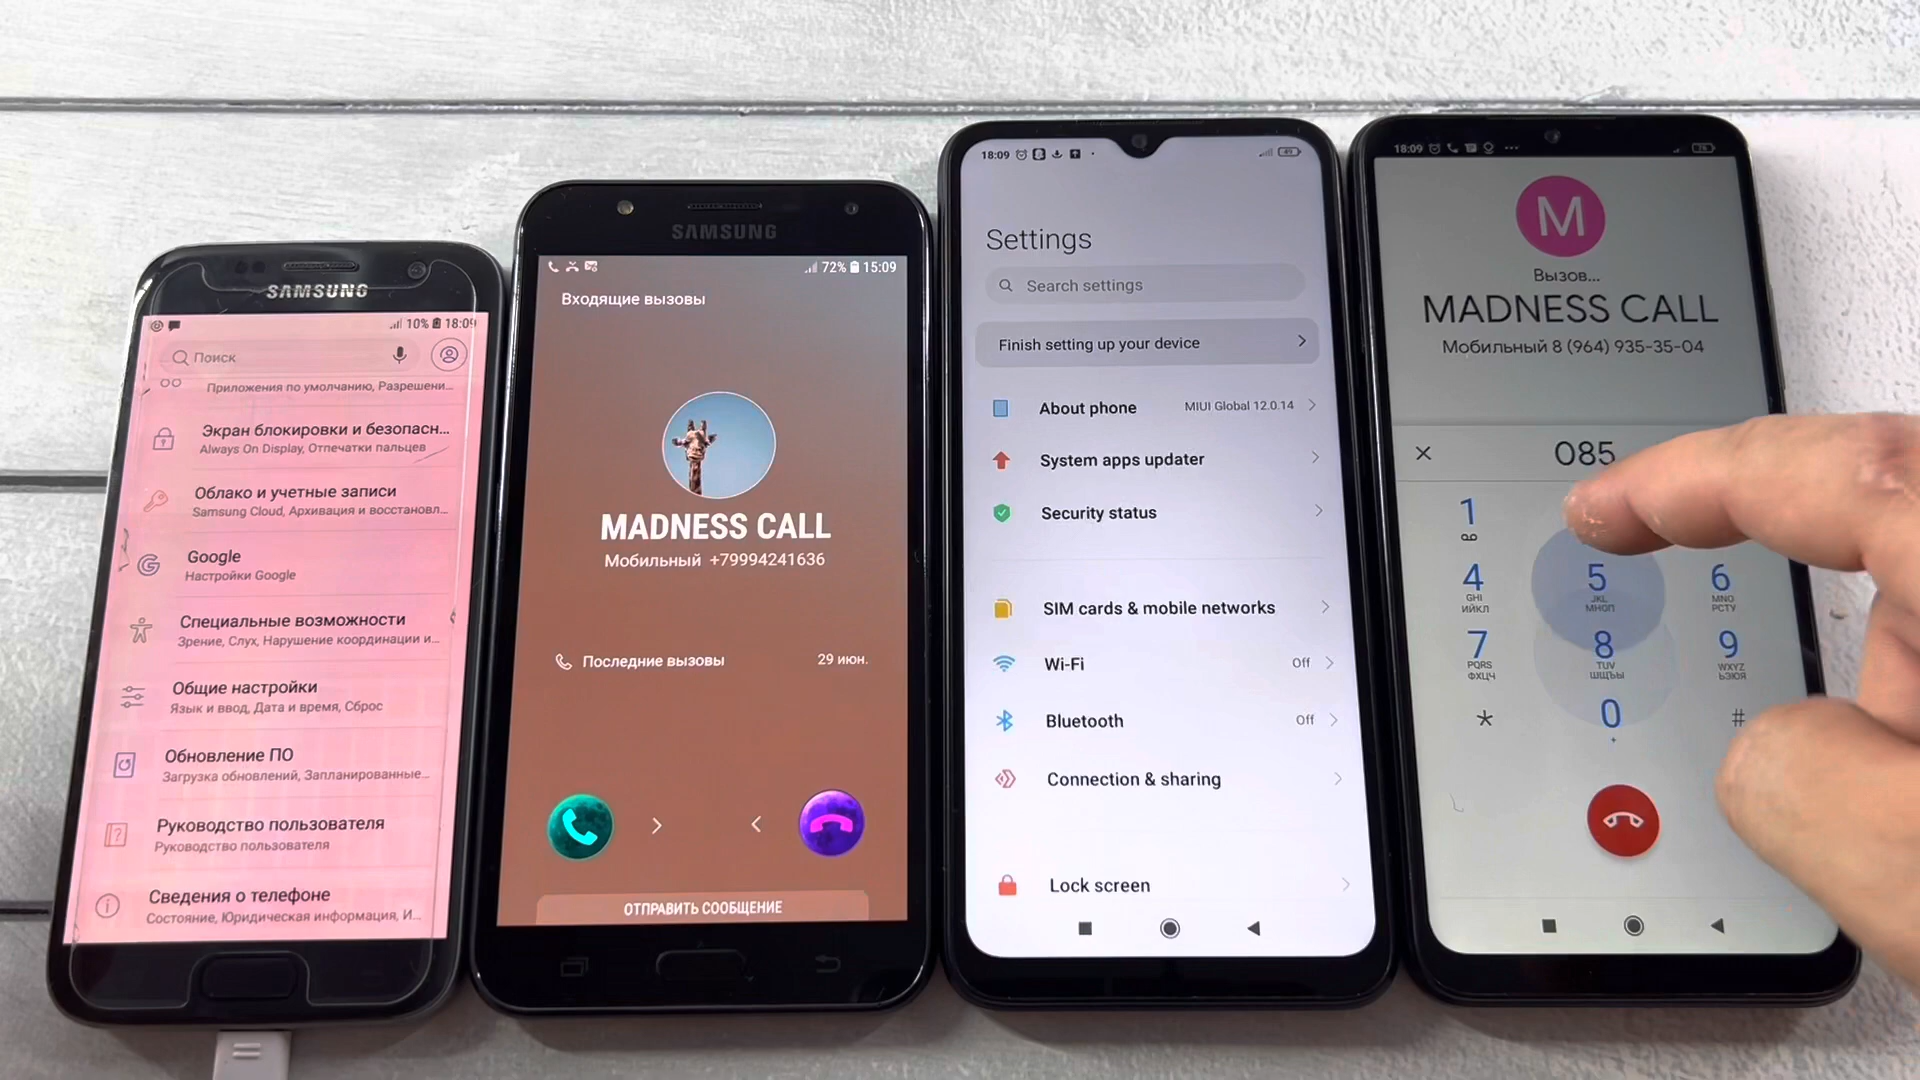 SAMSUNG
10% 18:09
Поиск
Приложения по умолчанию, Разрешени...
Экран блокировки и безопасн...
Always On Display, Отпечатки пальцев
Облако и учетные записи
Samsung Cloud, Архивация и восстановл...
Google
Настройки Google
Специальные возможности
Зрение, Слух, Нарушение координации и...
Общие настройки
Язык и ввод, Дата и время, Сброс
Обновление ПО
Загрузка обновлений, Запланированные...
Руководство пользователя
Руководство пользователя
Сведения о телефоне
Состояние, Юридическая информация, И...
SAMSUNG
72% 15:09
Входящие вызовы
MADNESS CALL
Мобильный +79994241636
Последние вызовы 29 июн.
ОТПРАВИТЬ СООБЩЕНИЕ
18:09
Settings
Search settings
Finish setting up your device
About phone MIUI Global 12.0.14
System apps updater
Security status
SIM cards & mobile networks
Wi-Fi Off
Bluetooth Off
Connection & sharing
Lock screen
18:09
M
Вызов...
MADNESS CALL
Мобильный 8 (964) 935-35-04
085
1
4 5 6
GHI JKL MNO
ИЙКЛ МНОП РСТУ
7 8 9
PQRS TUV WXYZ
ФХЦЧ ШЩЪЫ ЬЭЮЯ
* 0 #
+